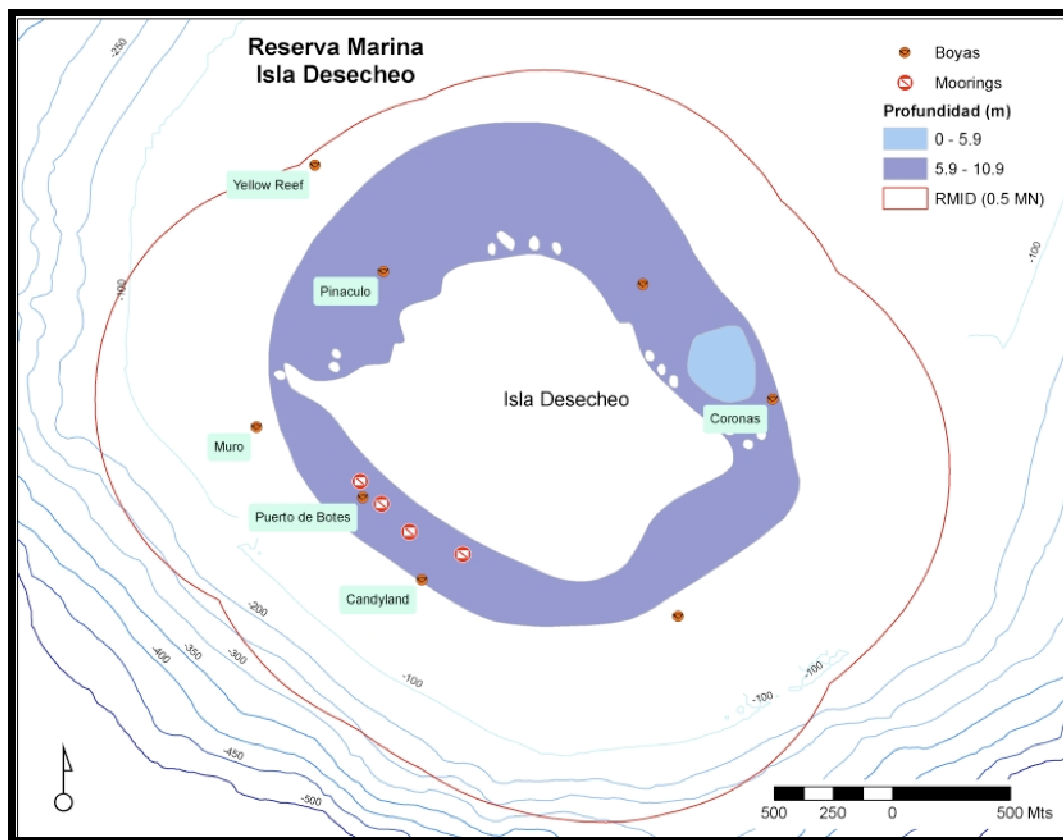 Reserva Marina
Isla Desecheo
Boyas
Moorings
Profundidad (m)
0 - 5.9
5.9 - 10.9
RMID (0.5 MN)
-250
Yellow Reef
-100
-100
Pinaculo
Isla Desecheo
Coronas
Muro
Puerto de Botes
Candyland
-200
-300
-350
-400
-100
-100
-100
-450
-500
500 250 0 500 Mts